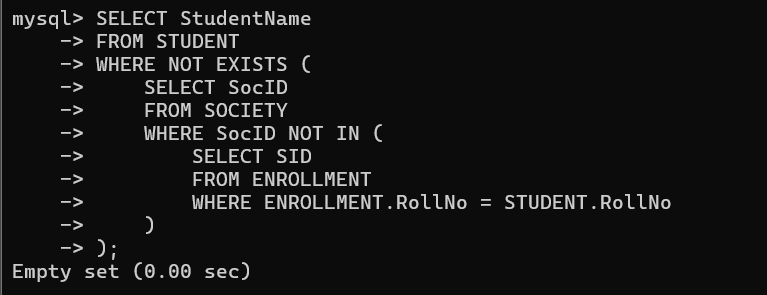 mysql> SELECT StudentName
    -> FROM STUDENT
    -> WHERE NOT EXISTS (
    ->     SELECT SocID
    ->     FROM SOCIETY
    ->     WHERE SocID NOT IN (
    ->         SELECT SID
    ->         FROM ENROLLMENT
    ->         WHERE ENROLLMENT.RollNo = STUDENT.RollNo
    ->     )
    -> );
Empty set (0.00 sec)